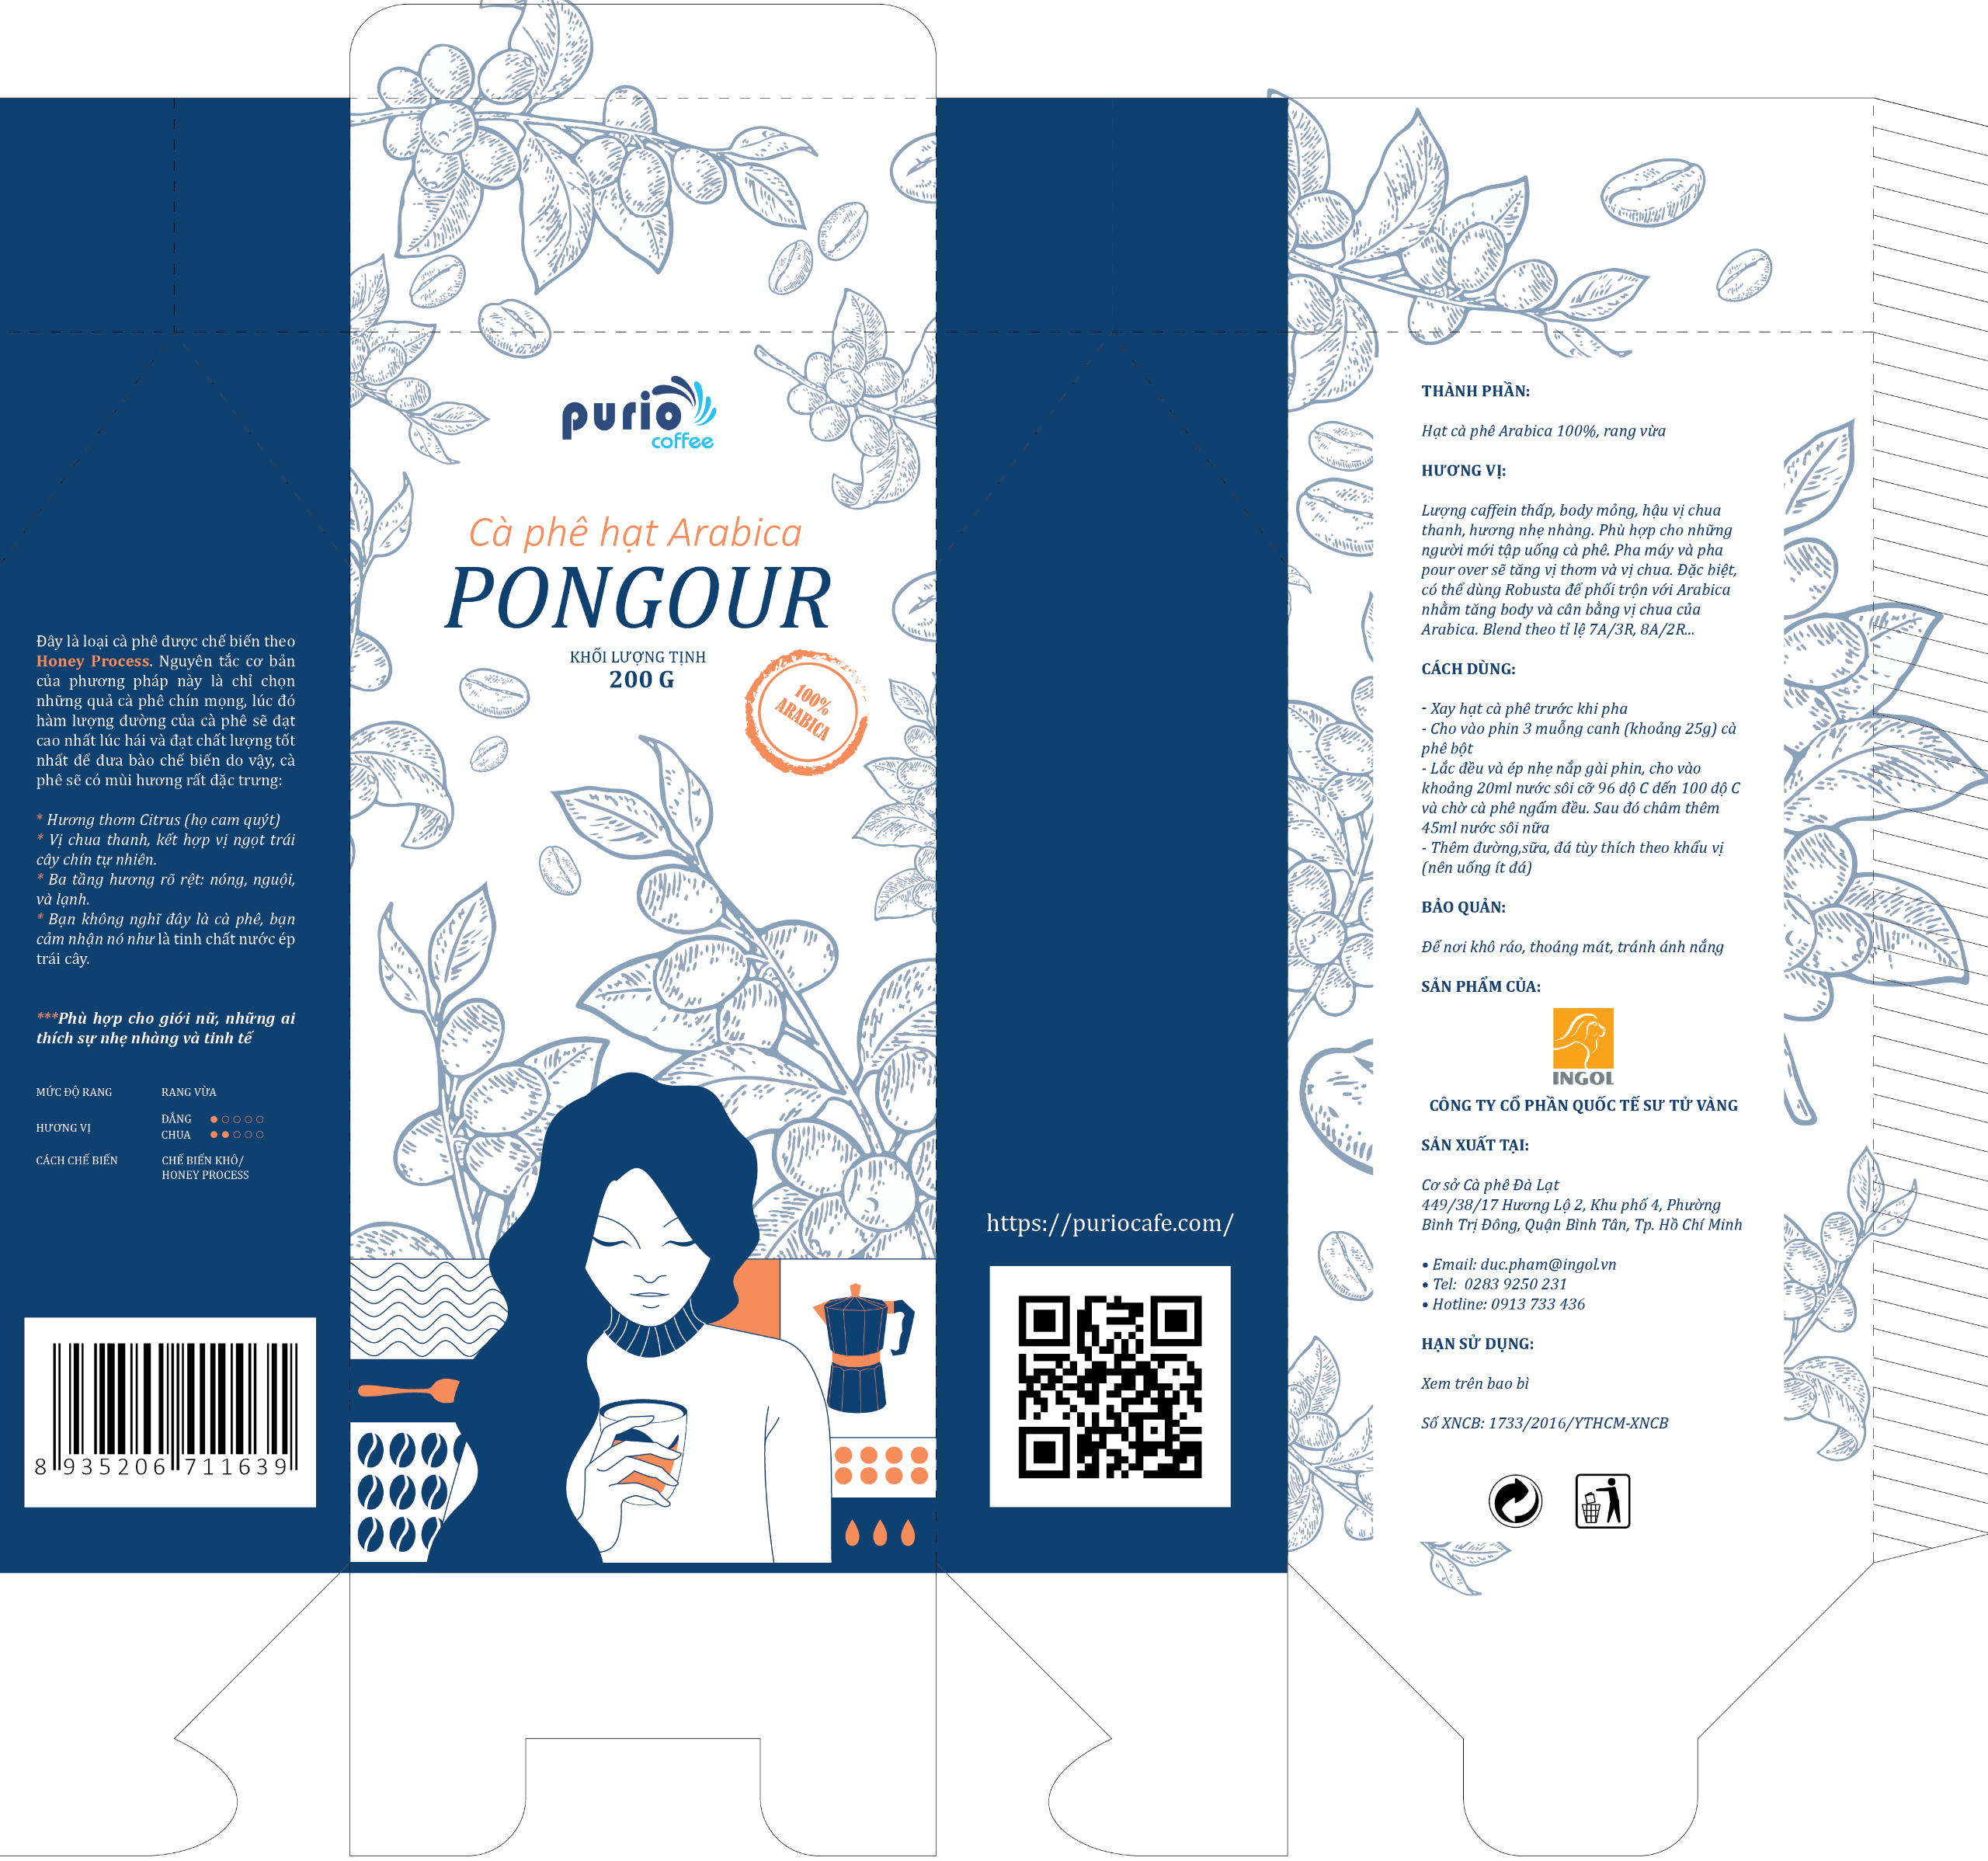 Đây là loại cà phê được chế biến theo
Honey Process. Nguyên tắc cơ bản
của phương pháp này là chỉ chọn
những quả cà phê chín mọng, lúc đó
hàm lượng đường của cà phê sẽ đạt
cao nhất lúc hái và đạt chất lượng tốt
nhất để đưa bào chế biến do vậy, cà
phê sẽ có mùi hương rất đặc trưng:
* Hương thơm Citrus (họ cam quýt)
* Vị chua thanh, kết hợp vị ngọt trái
cây chín tự nhiên.
* Ba tầng hương rõ rệt: nóng, nguội,
và lạnh.
* Bạn không nghĩ đây là cà phê, bạn
cảm nhận nó như là tinh chất nước ép
trái cây.
***Phù hợp cho giới nữ, những ai
thích sự nhẹ nhàng và tinh tế
MỨC ĐỘ RANG RANG VỪA
HƯƠNG VỊ
ĐẮNG
CHUA
CÁCH CHẾ BIẾN CHẾ BIẾN KHÔ/
HONEY PROCESS
8 935206 711639
purio
coffee
Cà phê hạt Arabica
PONGOUR
KHỐI LƯỢNG TỊNH
200 G
100%
ARABICA
https://puriocafe.com/
THÀNH PHẦN:
Hạt cà phê Arabica 100%, rang vừa
HƯƠNG VỊ:
Lượng caffein thấp, body mỏng, hậu vị chua
thanh, hương nhẹ nhàng. Phù hợp cho những
người mới tập uống cà phê. Pha máy và pha
pour over sẽ tăng vị thơm và vị chua. Đặc biệt,
có thể dùng Robusta để phối trộn với Arabica
nhằm tăng body và cân bằng vị chua của
Arabica. Blend theo tỉ lệ 7A/3R, 8A/2R...
CÁCH DÙNG:
- Xay hạt cà phê trước khi pha
- Cho vào phin 3 muỗng canh (khoảng 25g) cà
phê bột
- Lắc đều và ép nhẹ nắp gài phin, cho vào
khoảng 20ml nước sôi cỡ 96 độ C đến 100 độ C
và chờ cà phê ngấm đều. Sau đó châm thêm
45ml nước sôi nữa
- Thêm đường,sữa, đá tùy thích theo khẩu vị
(nên uống ít đá)
BẢO QUẢN:
Để nơi khô ráo, thoáng mát, tránh ánh nắng
SẢN PHẨM CỦA:
INGOL
CÔNG TY CỔ PHẦN QUỐC TẾ SƯ TỬ VÀNG
SẢN XUẤT TẠI:
Cơ sở Cà phê Đà Lạt
449/38/17 Hương Lộ 2, Khu phố 4, Phường
Bình Trị Đông, Quận Bình Tân, Tp. Hồ Chí Minh
• Email: duc.pham@ingol.vn
• Tel: 0283 9250 231
• Hotline: 0913 733 436
HẠN SỬ DỤNG:
Xem trên bao bì
Số XNCB: 1733/2016/YTHCM-XNCB